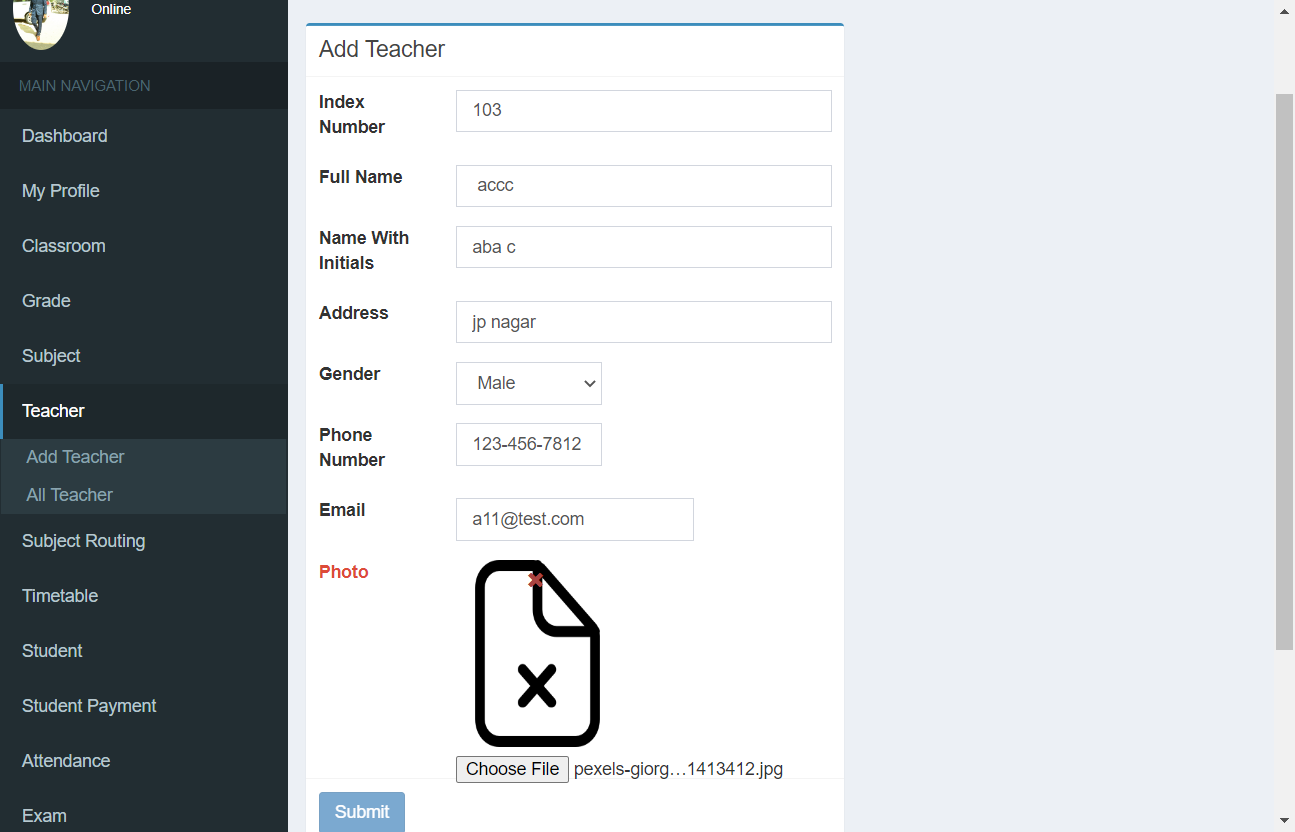 Online
MAIN NAVIGATION
Dashboard
My Profile
Classroom
Grade
Subject
Teacher
Add Teacher
All Teacher
Subject Routing
Timetable
Student
Student Payment
Attendance
Exam
Add Teacher
Index
Number
103
Full Name
accc
Name With
Initials
aba c
Address
jp nagar
Gender
Male
Phone
Number
123-456-7812
Email
a11@test.com
Photo
Choose File pexels-giorg…1413412.jpg
Submit